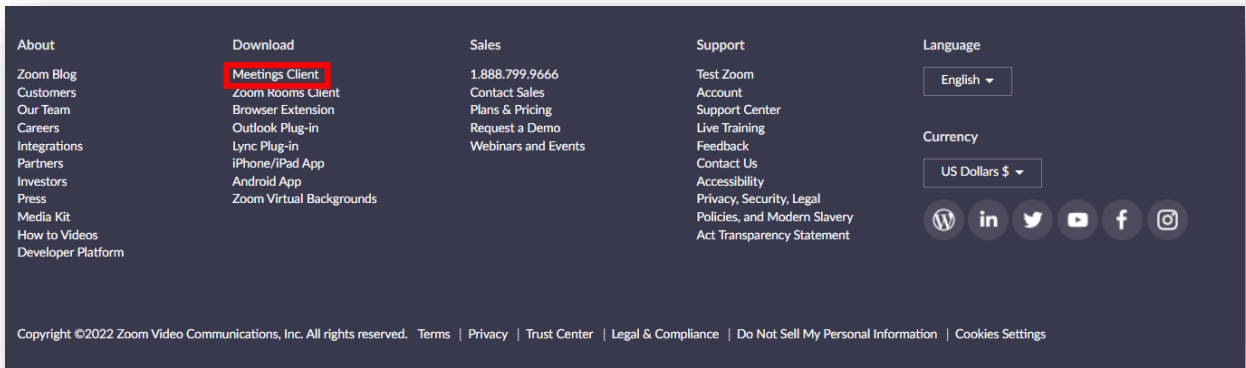 About
Zoom Blog
Customers
Our Team
Careers
Integrations
Partners
Investors
Press
Media Kit
How to Videos
Developer Platform
Download
Meetings Client
Zoom Rooms Client
Browser Extension
Outlook Plug-in
Lync Plug-in
iPhone/iPad App
Android App
Zoom Virtual Backgrounds
Sales
1.888.799.9666
Contact Sales
Plans & Pricing
Request a Demo
Webinars and Events
Support
Test Zoom
Account
Support Center
Live Training
Feedback
Contact Us
Accessibility
Privacy, Security, Legal
Policies, and Modern Slavery
Act Transparency Statement
Language
English
Currency
US Dollars $
in
f
Copyright ©2022 Zoom Video Communications, Inc. All rights reserved. Terms | Privacy | Trust Center | Legal & Compliance | Do Not Sell My Personal Information | Cookies Settings